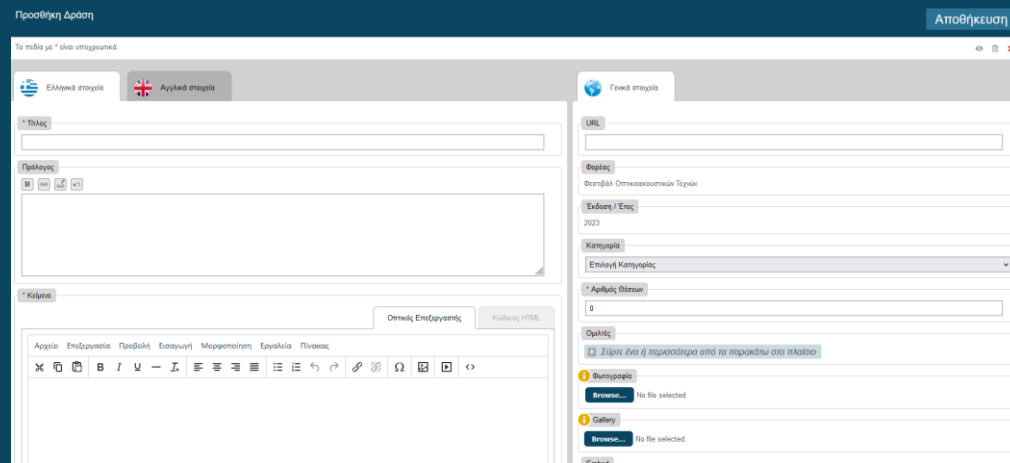 Προσθήκη Δράση
Αποθήκευση
Τα πεδία με * είναι υποχρεωτικά
Ελληνικά στοιχεία
Αγγλικά στοιχεία
* Τίτλος
Πρόλογος
* Κείμενο
Οπτικός Επεξεργαστής
Κώδικας HTML
Αρχείο Επεξεργασία Προβολή Εισαγωγή Μορφοποίηση Εργαλεία Πίνακας
Γενικά στοιχεία
URL
Φορέας
Φεστιβάλ Οπτικοακουστικών Τεχνών
Έκδοση / Έτος
2023
Κατηγορία
Επιλογή Κατηγορίας
* Αριθμός Θέσεων
0
Ομιλτές
Σύρτε ένα ή περισσότερα από τα παρακάτω στο πλαίσιο
Φωτογραφία
Browse... No file selected.
Gallery
Browse... No file selected.